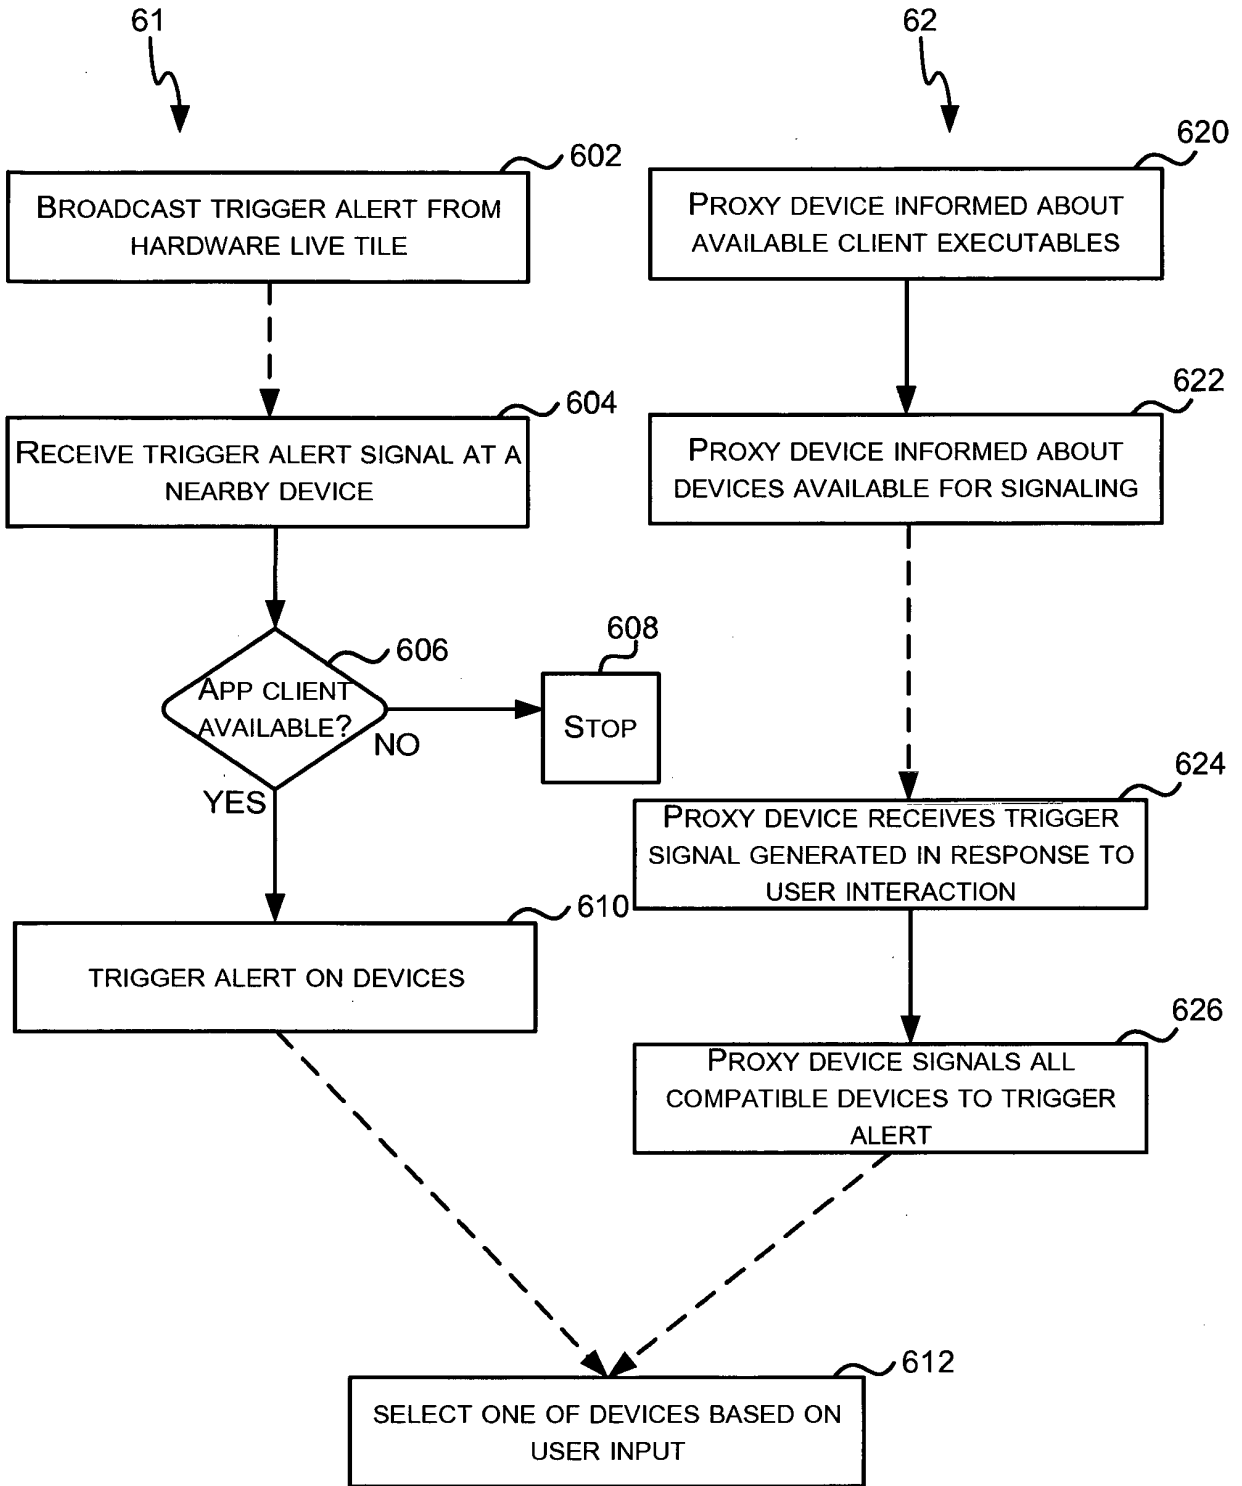 61
602
BROADCAST TRIGGER ALERT FROM
HARDWARE LIVE TILE
604
RECEIVE TRIGGER ALERT SIGNAL AT A
NEARBY DEVICE
606
APP CLIENT
AVAILABLE?
NO
YES
608
STOP
610
TRIGGER ALERT ON DEVICES
62
620
PROXY DEVICE INFORMED ABOUT
AVAILABLE CLIENT EXECUTABLES
622
PROXY DEVICE INFORMED ABOUT
DEVICES AVAILABLE FOR SIGNALING
624
PROXY DEVICE RECEIVES TRIGGER
SIGNAL GENERATED IN RESPONSE TO
USER INTERACTION
626
PROXY DEVICE SIGNALS ALL
COMPATIBLE DEVICES TO TRIGGER
ALERT
612
SELECT ONE OF DEVICES BASED ON
USER INPUT